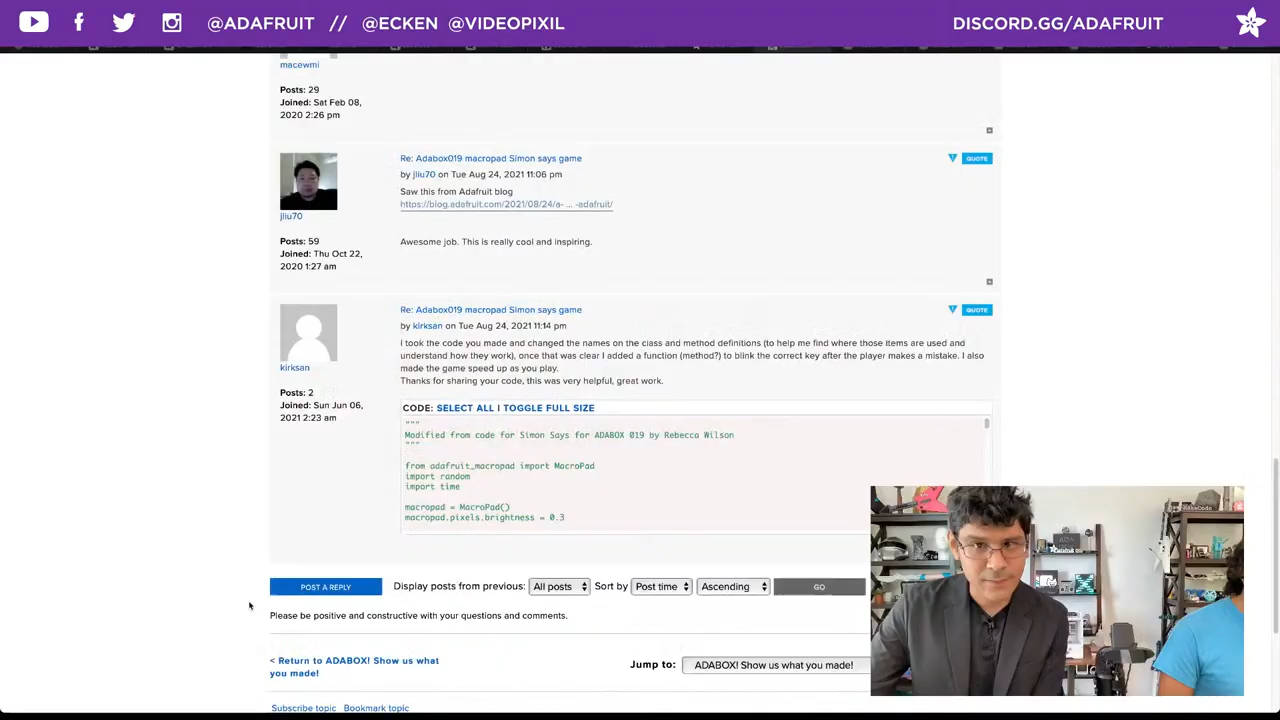 @ADAFRUIT // @ECKEN @VIDEOPIXIL
DISCORD.GG/ADAFRUIT
macewmi
Posts: 29
Joined: Sat Feb 08,
2020 2:26 pm
Re: Adabox019 macropad Simon says game
QUOTE
by jliu70 on Tue Aug 24, 2021 11:06 pm
Saw this from Adafruit blog
https://blog.adafruit.com/2021/08/24/a- ... -adafruit/
jliu70
Posts: 59
Joined: Thu Oct 22,
2020 1:27 am
Awesome job. This is really cool and inspiring.
Re: Adabox019 macropad Simon says game
QUOTE
by kirksan on Tue Aug 24, 2021 11:14 pm
I took the code you made and changed the names on the class and method definitions (to help me find where those items are used and
understand how they work), once that was clear I added a function (method?) to blink the correct key after the player makes a mistake. I also
made the game speed up as you play.
Thanks for sharing your code, this was very helpful, great work.
kirksan
Posts: 2
Joined: Sun Jun 06,
2021 2:23 am
CODE: SELECT ALL | TOGGLE FULL SIZE
"""
Modified from code for Simon Says for ADABOX 019 by Rebecca Wilson
"""
from adafruit_macropad import MacroPad
import random
import time
macropad = MacroPad()
macropad.pixels.brightness = 0.3
POST A REPLY
Display posts from previous: All posts Sort by Post time Ascending GO
Please be positive and constructive with your questions and comments.
< Return to ADABOX! Show us what
you made!
Jump to: ADABOX! Show us what you made!
Subscribe topic Bookmark topic